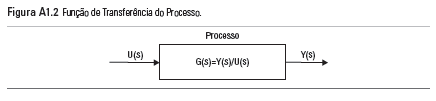 Figura A1.2 Função de Transferência do Processo.
Processo
U(s)
G(s)=Y(s)/U(s)
Y(s)